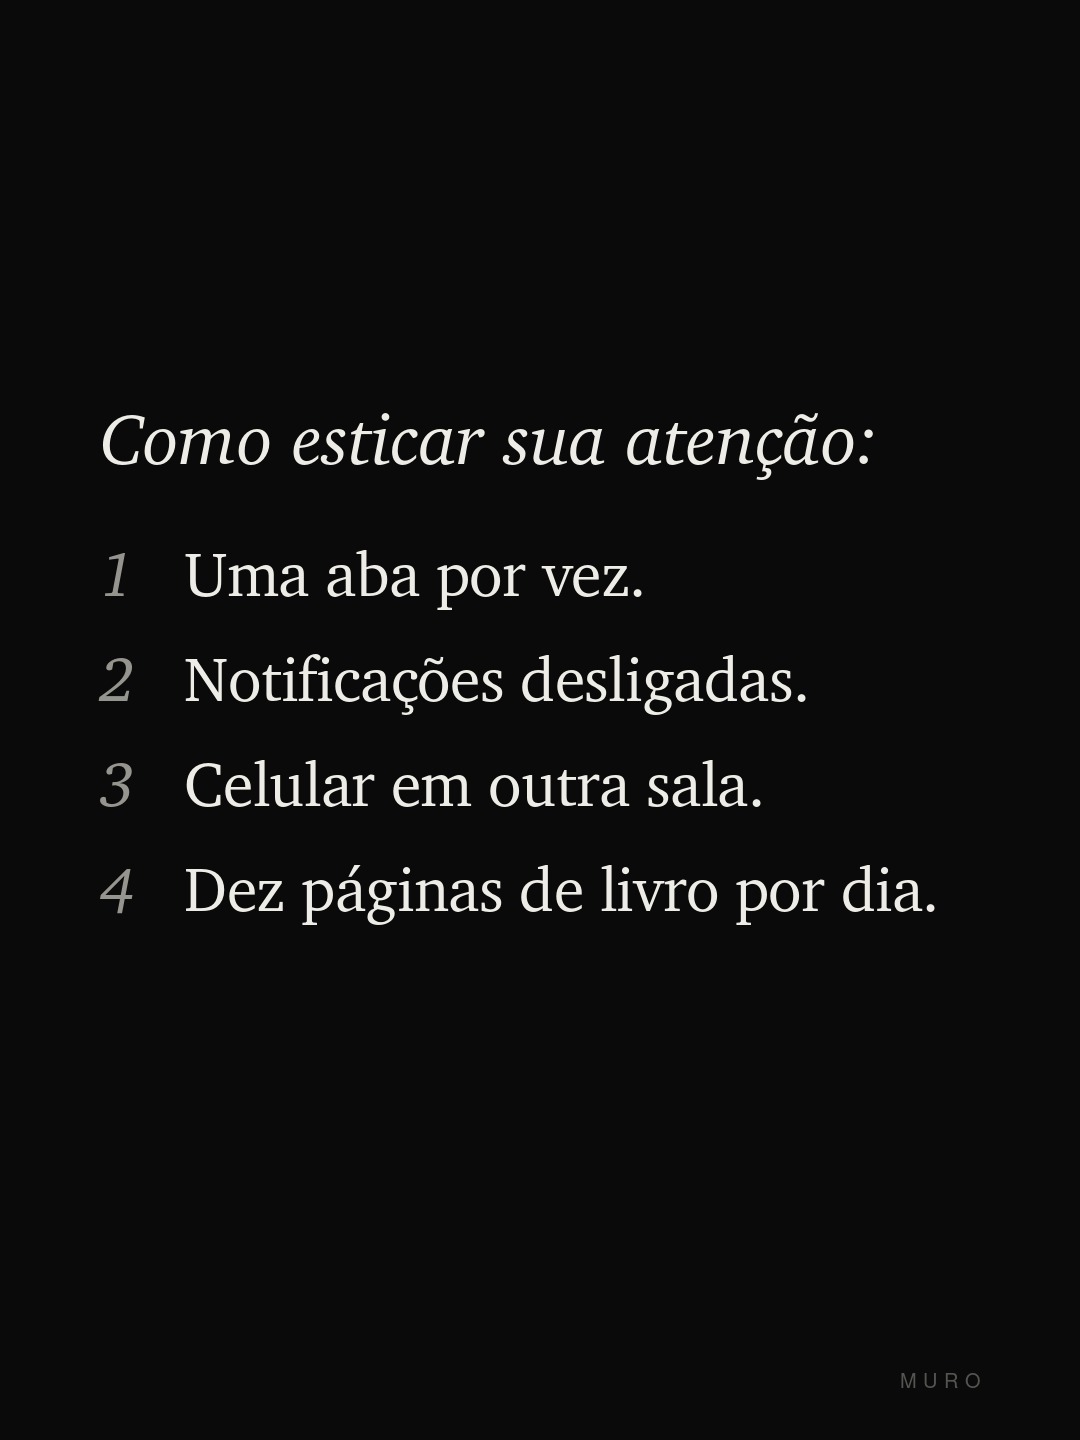 Como esticar sua atenção:
1 Uma aba por vez.
2 Notificações desligadas.
3 Celular em outra sala.
4 Dez páginas de livro por dia.
MURO